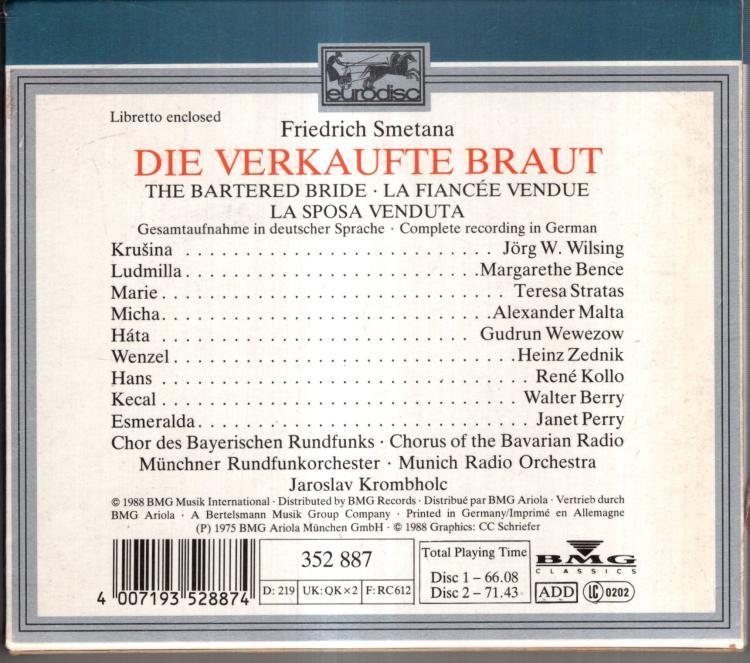 eurodisc
Libretto enclosed
Friedrich Smetana
DIE VERKAUFTE BRAUT
THE BARTERED BRIDE · LA FIANCÉE VENDUE
LA SPOSA VENDUTA
Gesamtaufnahme in deutscher Sprache · Complete recording in German
Krušina . . . . . . . . . . . . . . . . . . . . Jörg W. Wilsing
Ludmilla . . . . . . . . . . . . . . . . . . . . Margarethe Bence
Marie . . . . . . . . . . . . . . . . . . . . Teresa Stratas
Micha . . . . . . . . . . . . . . . . . . . . Alexander Malta
Háta . . . . . . . . . . . . . . . . . . . . Gudrun Wewezow
Wenzel . . . . . . . . . . . . . . . . . . . . Heinz Zednik
Hans . . . . . . . . . . . . . . . . . . . . René Kollo
Kecal . . . . . . . . . . . . . . . . . . . . Walter Berry
Esmeralda . . . . . . . . . . . . . . . . . . . . Janet Perry
Chor des Bayerischen Rundfunks · Chorus of the Bavarian Radio
Münchner Rundfunkorchester · Munich Radio Orchestra
Jaroslav Krombholc
© 1988 BMG Musik International · Distributed by BMG Records · Distribué par BMG Ariola · Vertrieb durch
BMG Ariola · A Bertelsmann Music Group Company · Printed in Germany/Imprimé en Allemagne
(P) 1975 BMG Ariola München GmbH · © 1988 Graphics: CC Schriefer
4 007193 528874
352 887
D: 219 UK: QK×2 F: RC612
Total Playing Time
Disc 1 – 66.08
Disc 2 – 71.43
BMG
CLASSICS
ADD LC 0202